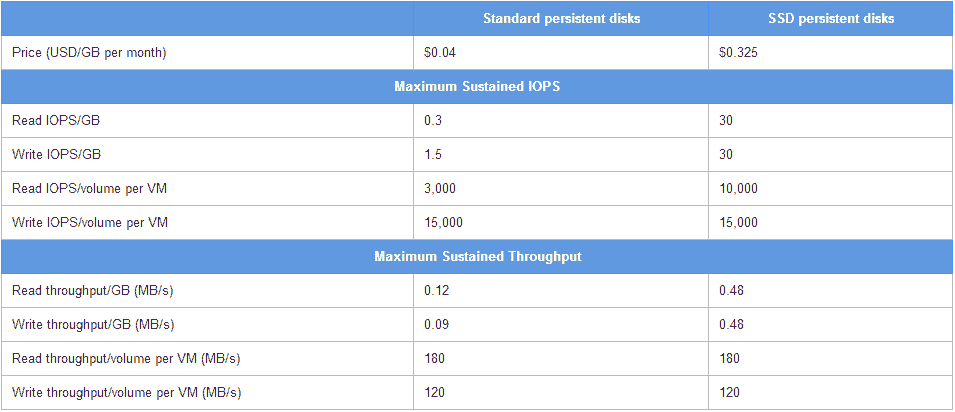 Standard persistent disks SSD persistent disks
Price (USD/GB per month) $0.04 $0.325
Maximum Sustained IOPS
Read IOPS/GB 0.3 30
Write IOPS/GB 1.5 30
Read IOPS/volume per VM 3,000 10,000
Write IOPS/volume per VM 15,000 15,000
Maximum Sustained Throughput
Read throughput/GB (MB/s) 0.12 0.48
Write throughput/GB (MB/s) 0.09 0.48
Read throughput/volume per VM (MB/s) 180 180
Write throughput/volume per VM (MB/s) 120 120